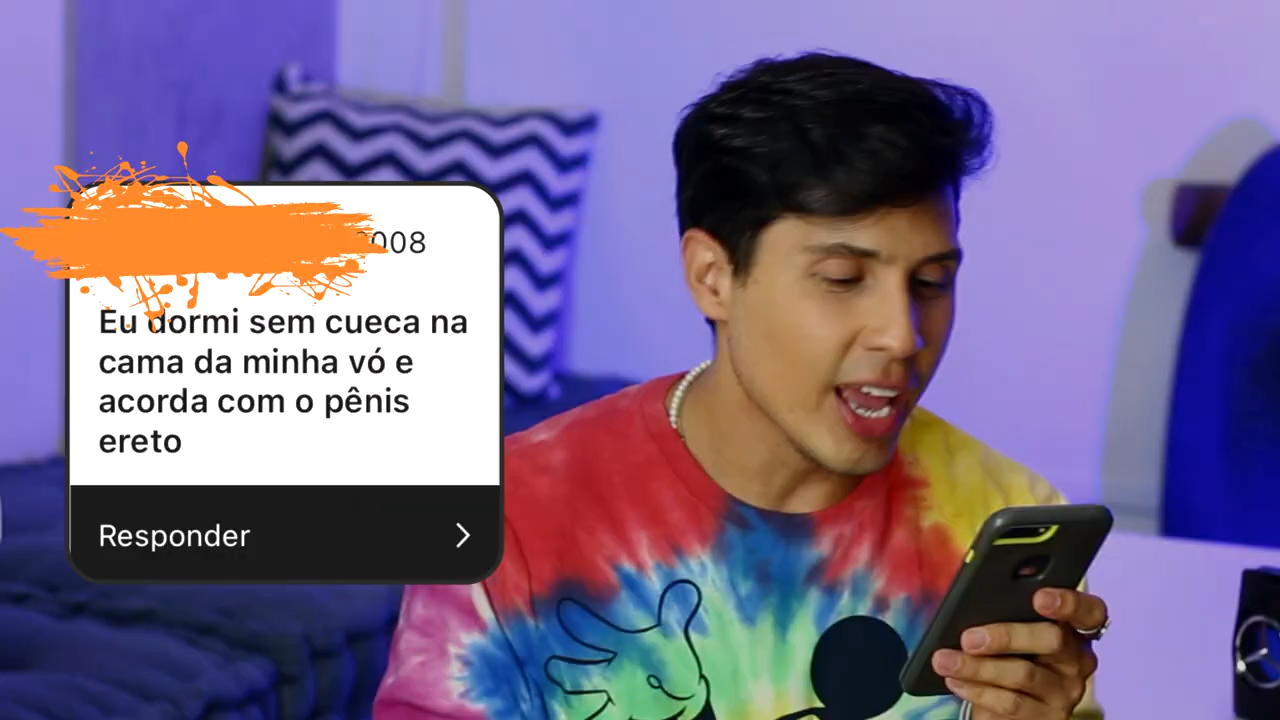 008
Eu dormi sem cueca na
cama da minha vó e
acorda com o pênis
ereto
Responder